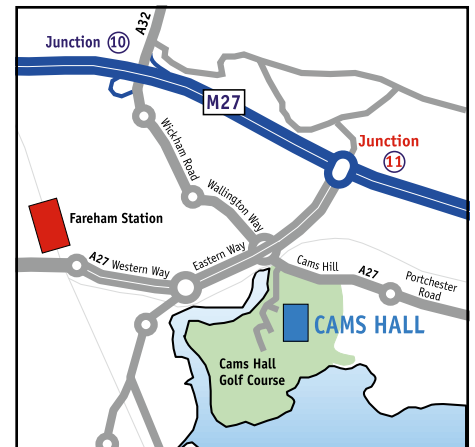 A32
Junction 10
M27
Junction
11
Wickham Road
Wallington Way
Fareham Station
A27 Western Way
Eastern Way
Cams Hill
A27
Portchester
Road
CAMS HALL
Cams Hall
Golf Course